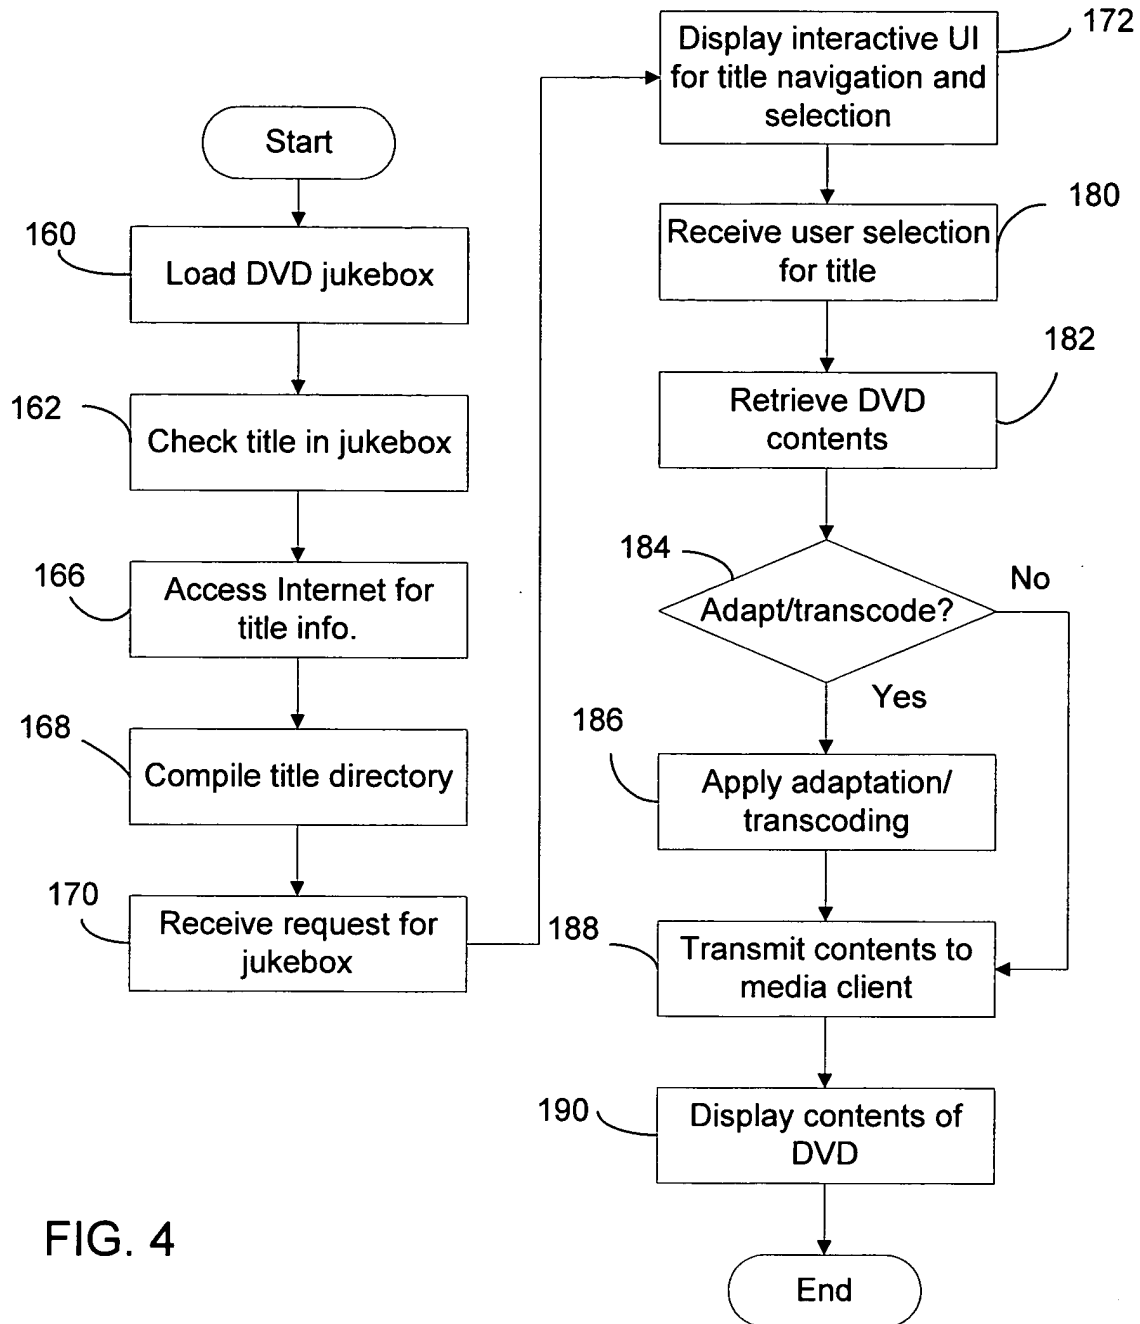 Start
160
Load DVD jukebox
162
Check title in jukebox
166
Access Internet for
title info.
168
Compile title directory
170
Receive request for
jukebox
172
Display interactive UI
for title navigation and
selection
180
Receive user selection
for title
182
Retrieve DVD
contents
184
Adapt/transcode?
No
Yes
186
Apply adaptation/
transcoding
188
Transmit contents to
media client
190
Display contents of
DVD
End
FIG. 4